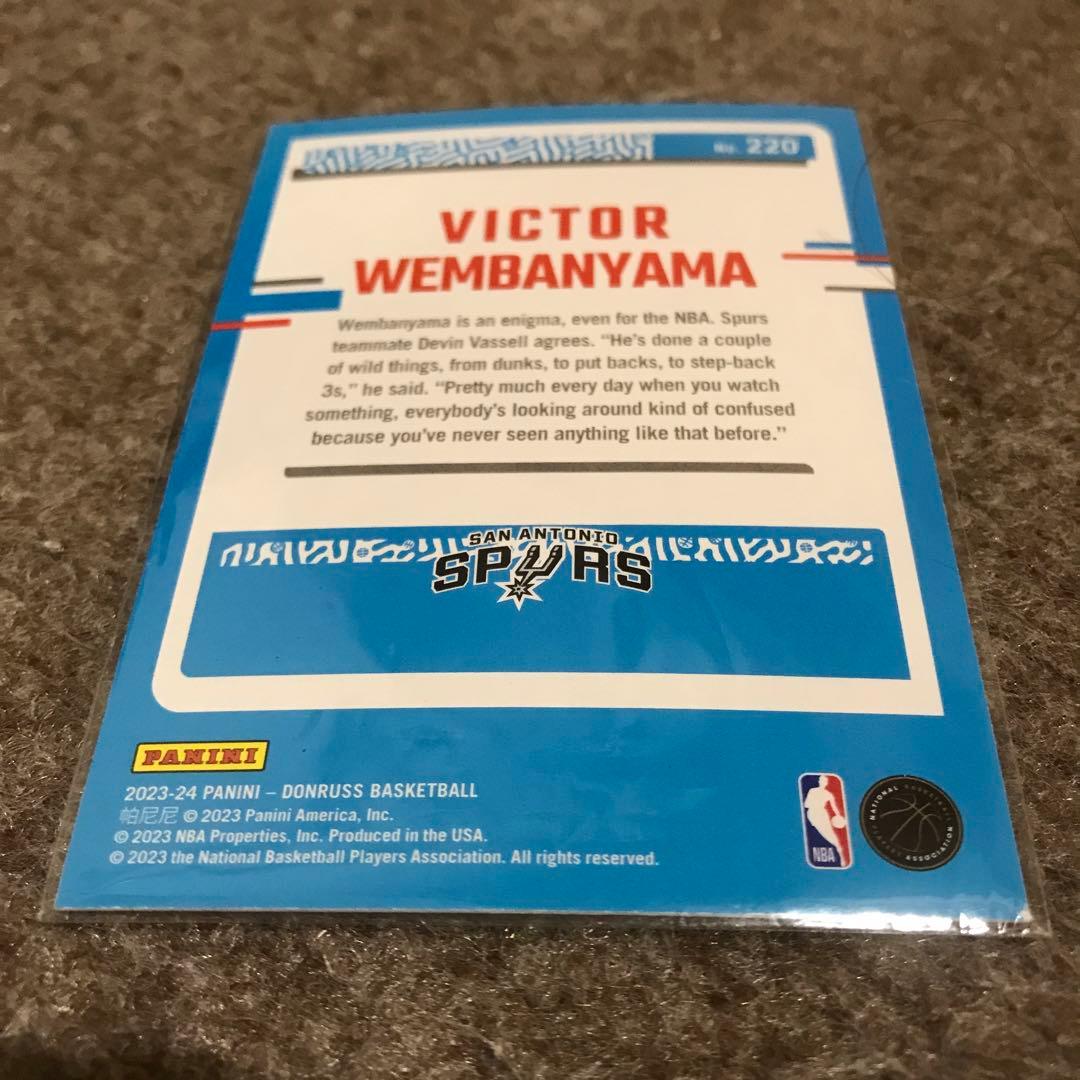 No. 220
VICTOR
WEMBANYAMA
Wembanyama is an enigma, even for the NBA. Spurs
teammate Devin Vassell agrees. “He’s done a couple
of wild things, from dunks, to put backs, to step-back
3s,” he said. “Pretty much every day when you watch
something, everybody’s looking around kind of confused
because you’ve never seen anything like that before.”
SAN ANTONIO
SPURS
PANINI
2023-24 PANINI – DONRUSS BASKETBALL
帕尼尼 © 2023 Panini America, Inc.
© 2023 NBA Properties, Inc. Produced in the USA.
© 2023 the National Basketball Players Association. All rights reserved.
NBA
NATIONAL BASKETBALL
PLAYERS ASSOCIATION